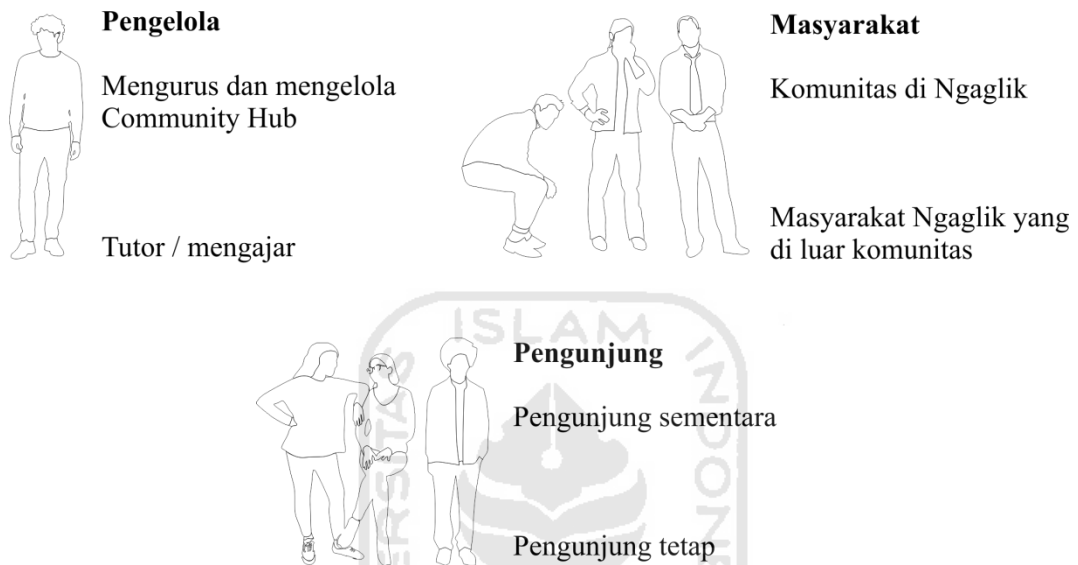 Pengelola
Mengurus dan mengelola
Community Hub
Tutor / mengajar
Masyarakat
Komunitas di Ngaglik
Masyarakat Ngaglik yang
di luar komunitas
ISLAM
Pengunjung
Pengunjung sementara
Pengunjung tetap